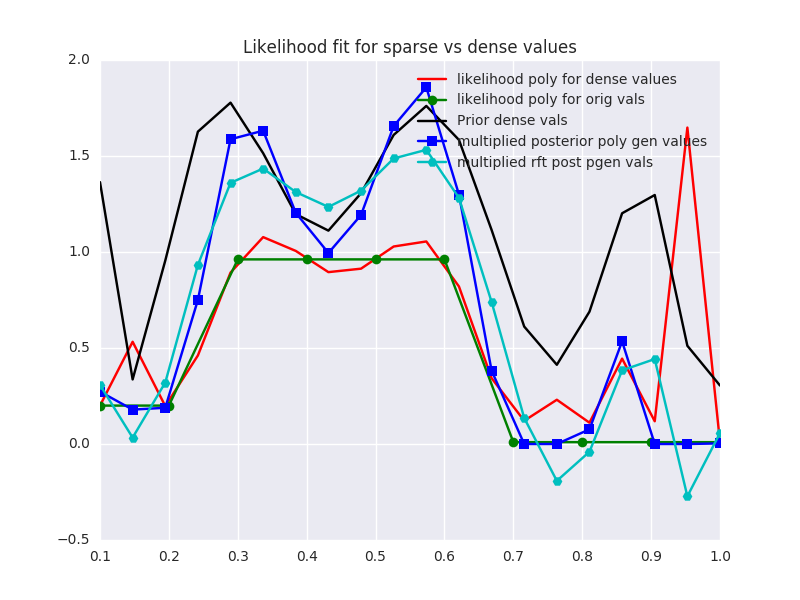 Likelihood fit for sparse vs dense values
2.0
likelihood poly for dense values
likelihood poly for orig vals
Prior dense vals
multiplied posterior poly gen values
multiplied rft post pgen vals
1.5
1.0
0.5
0.0
−0.5
0.1 0.2 0.3 0.4 0.5 0.6 0.7 0.8 0.9 1.0